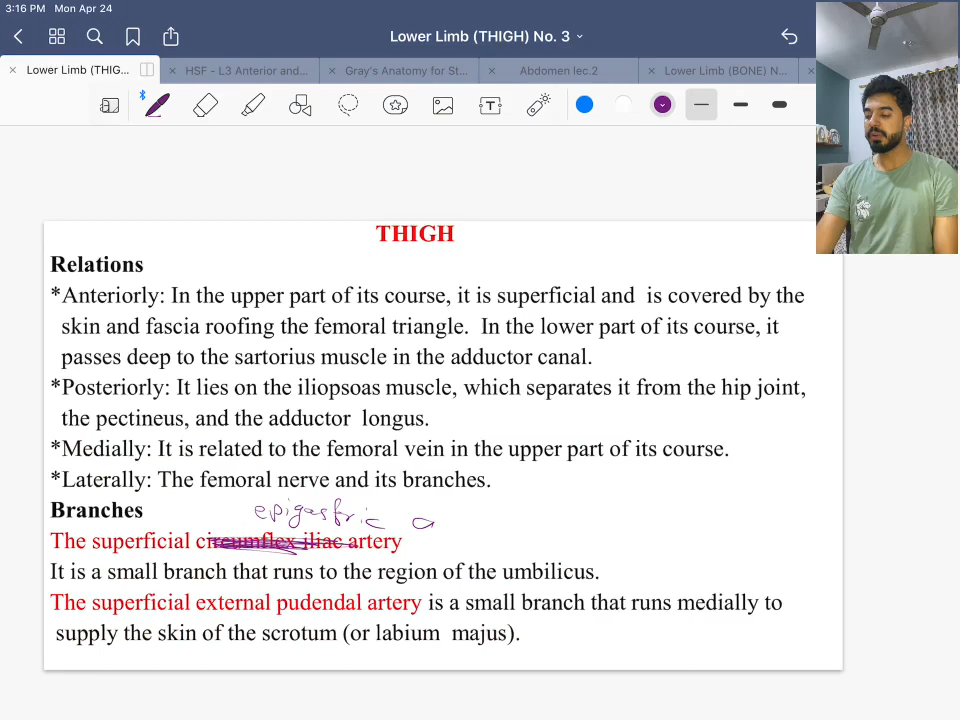 3:16 PM Mon Apr 24
Lower Limb (THIGH) No. 3
Lower Limb (THIG...
HSF - L3 Anterior and...
Gray's Anatomy for St...
Abdomen lec.2
Lower Limb (BONE) N...
THIGH
Relations
*Anteriorly: In the upper part of its course, it is superficial and is covered by the
skin and fascia roofing the femoral triangle. In the lower part of its course, it
passes deep to the sartorius muscle in the adductor canal.
*Posteriorly: It lies on the iliopsoas muscle, which separates it from the hip joint,
the pectineus, and the adductor longus.
*Medially: It is related to the femoral vein in the upper part of its course.
*Laterally: The femoral nerve and its branches.
Branches
epigastric a
The superficial circumflex iliac artery
It is a small branch that runs to the region of the umbilicus.
The superficial external pudendal artery is a small branch that runs medially to
supply the skin of the scrotum (or labium majus).